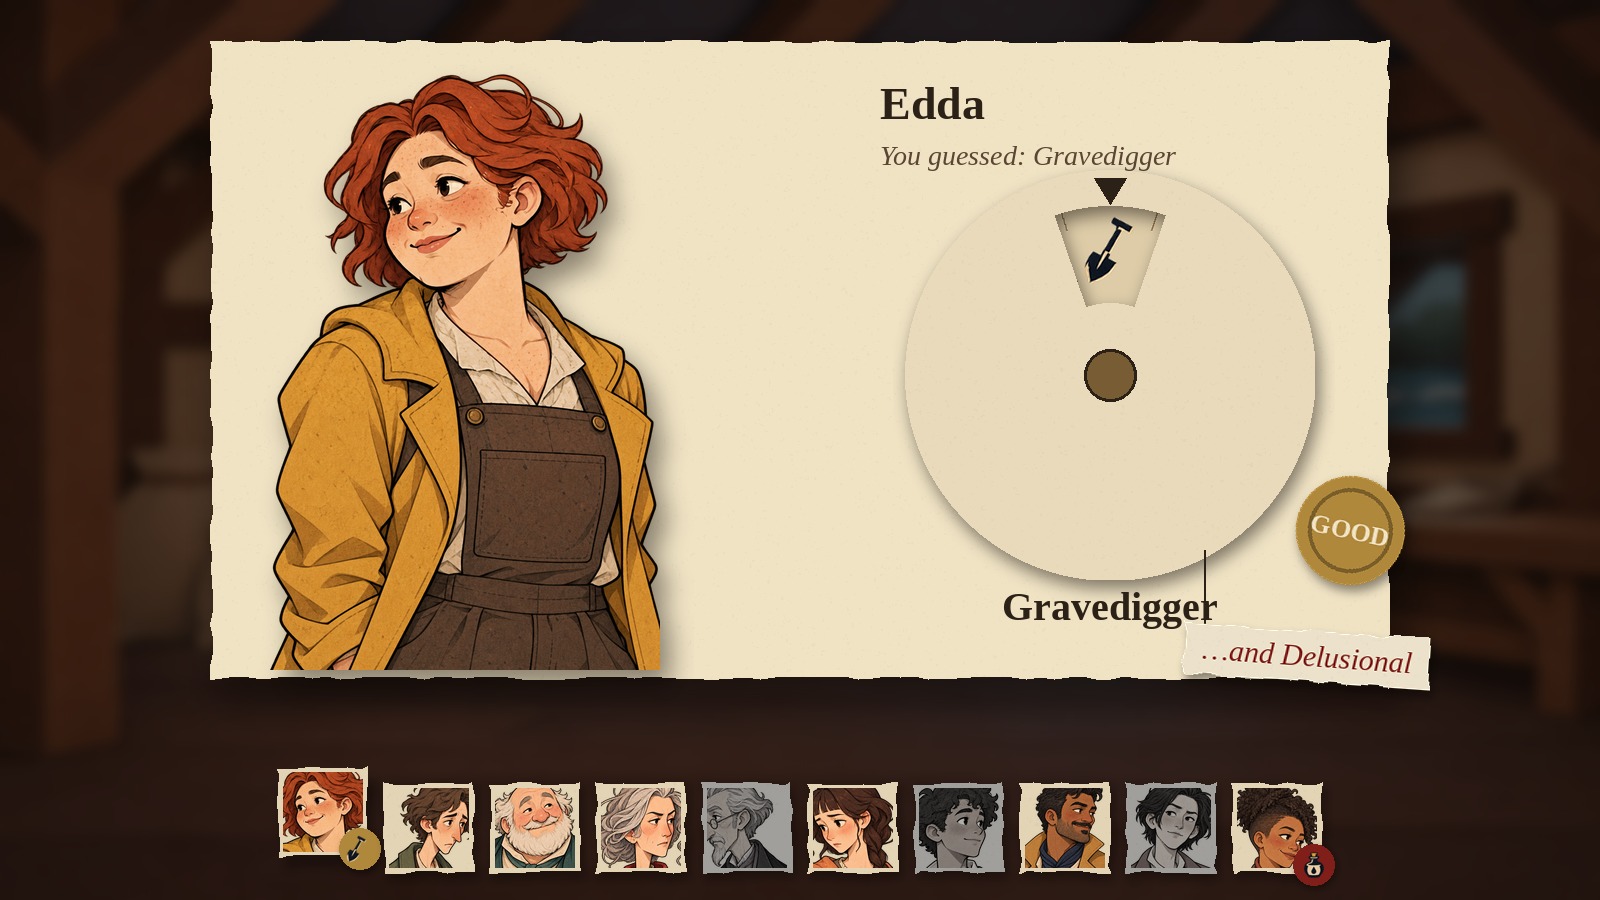 Edda
You guessed: Gravedigger
GOOD
Gravedigger
…and Delusional